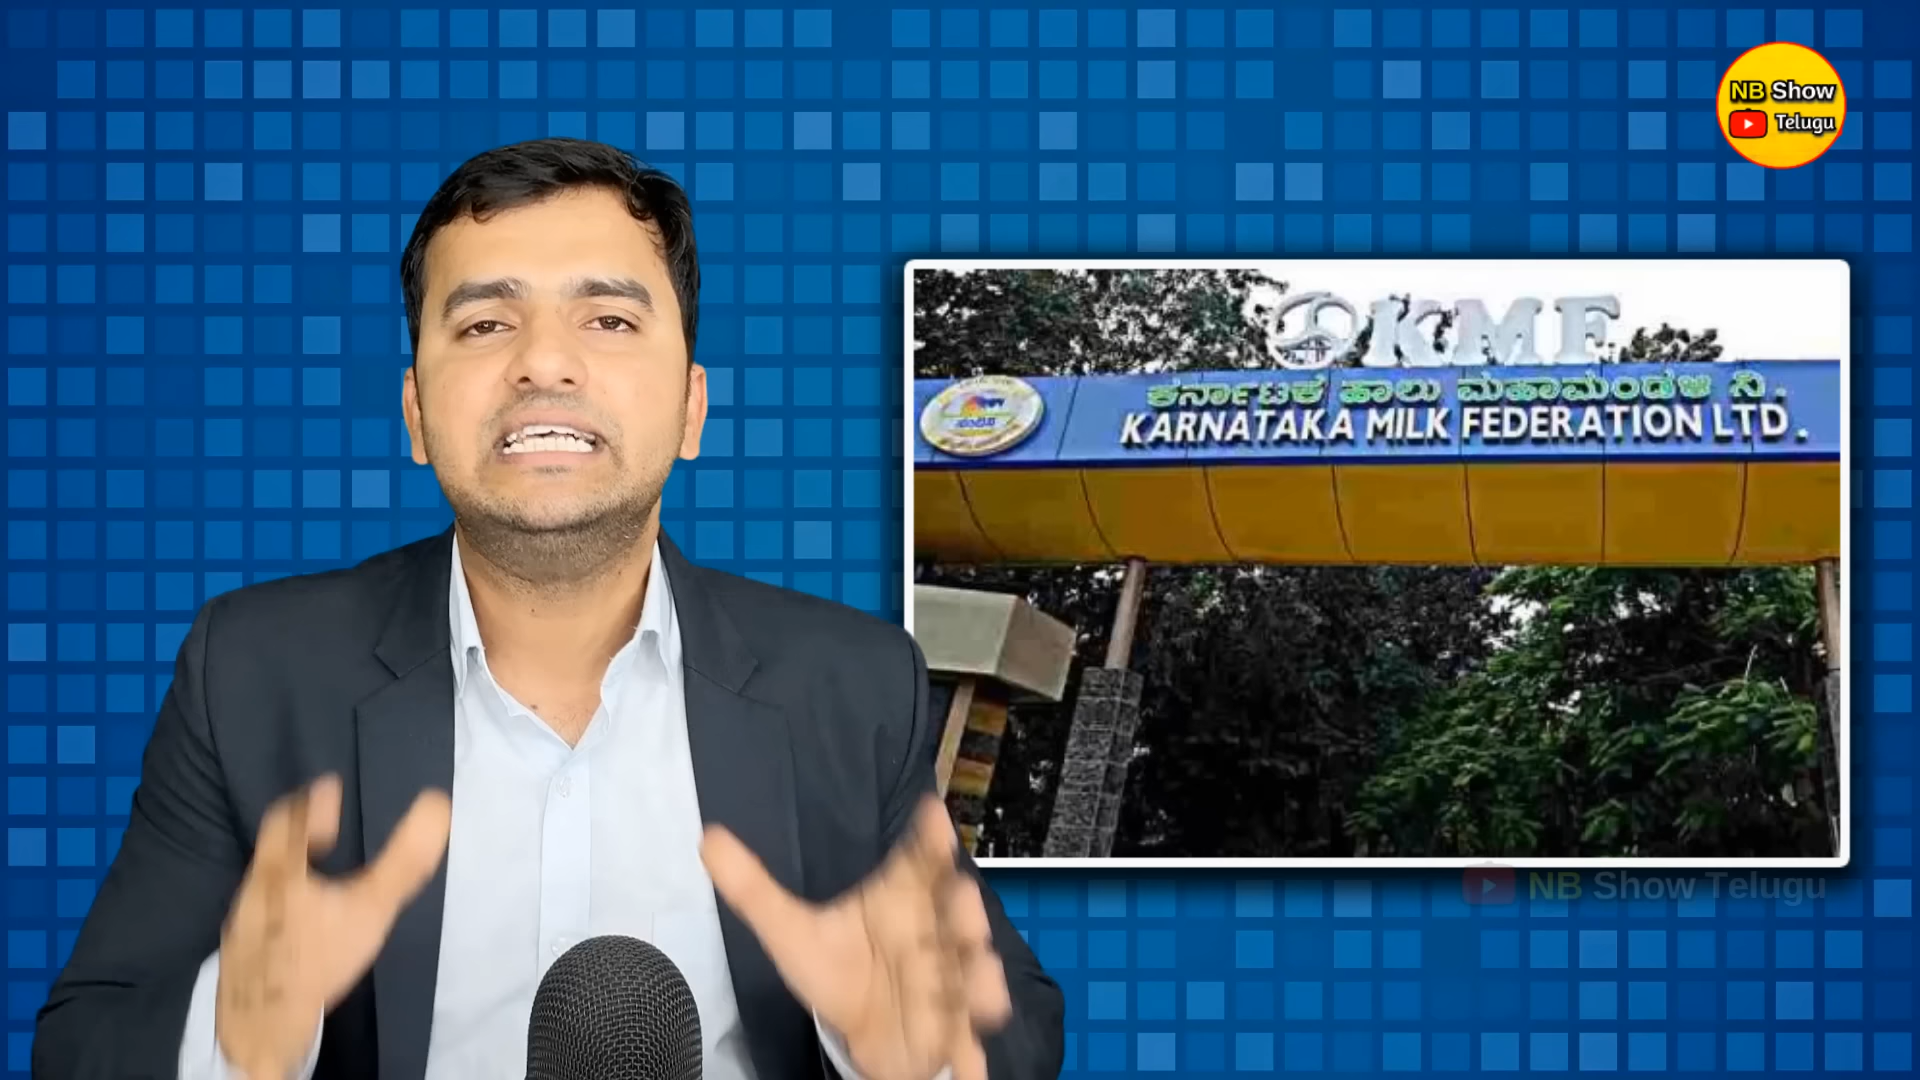 NB Show
Telugu
KMF
ಕರ್ನಾಟಕ ಹಾಲು ಮಹಾಮಂಡಳಿ ನಿ.
KARNATAKA MILK FEDERATION LTD.
NB Show Telugu